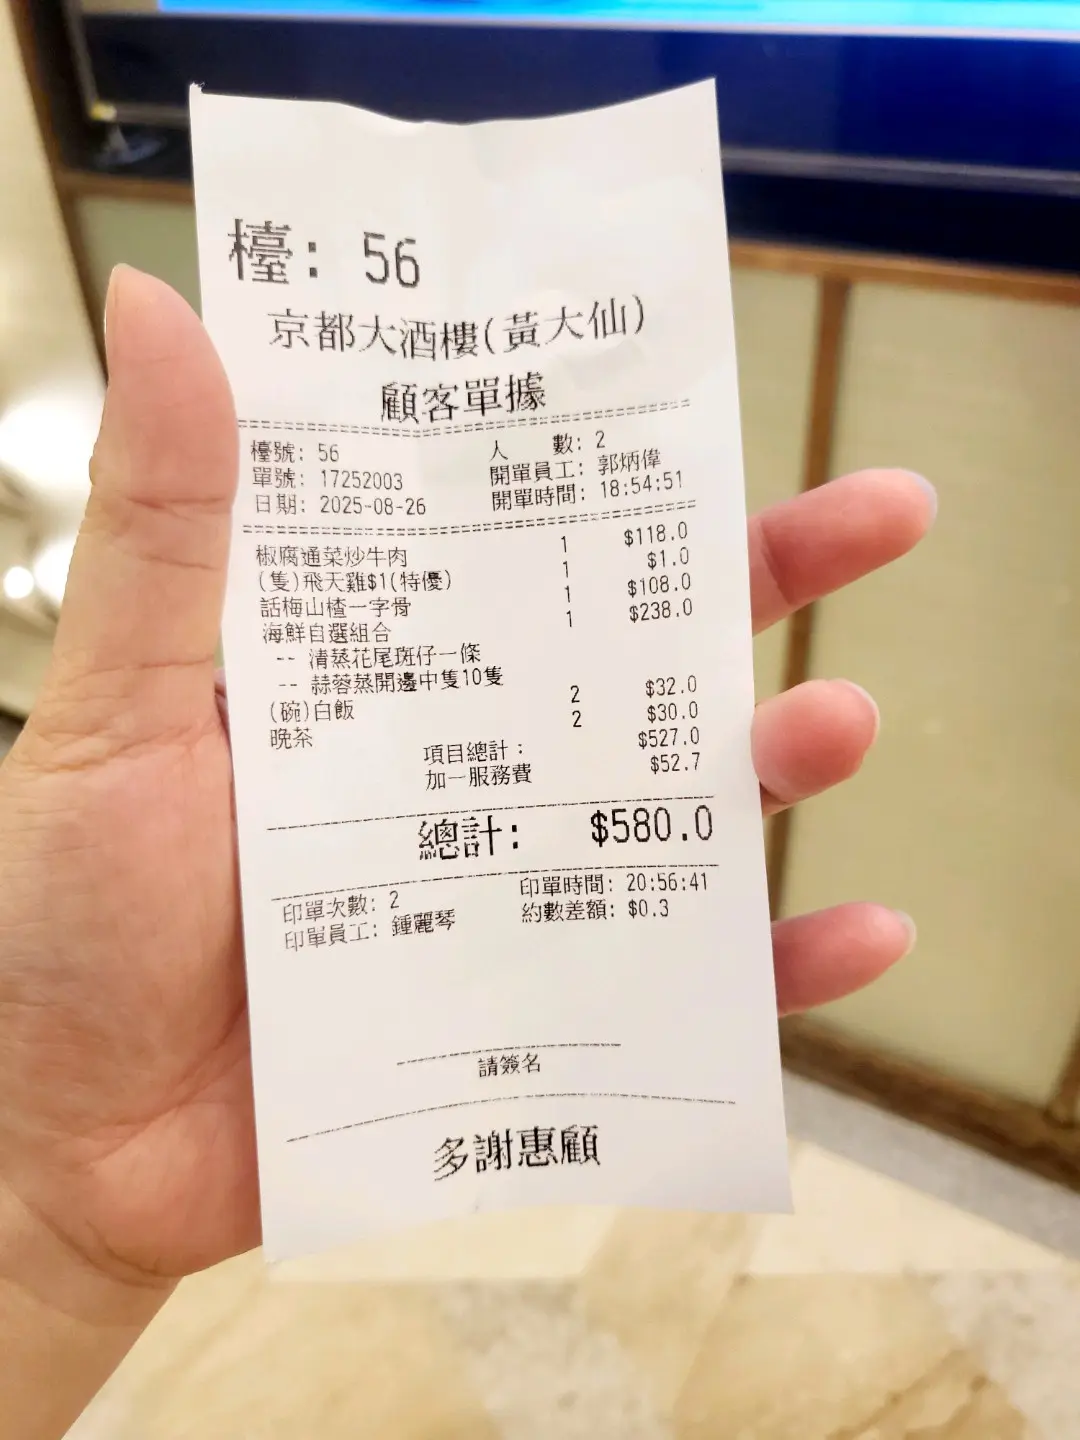 檯: 56
京都大酒樓(黃大仙)
顧客單據
檯號: 56 人 數: 2
單號: 17252003 開單員工: 郭炳偉
日期: 2025-08-26 開單時間: 18:54:51
椒腐通菜炒牛肉 1 $118.0
(隻)飛天雞$1(特優) 1 $1.0
話梅山楂一字骨 1 $108.0
海鮮自選組合 1 $238.0
-- 清蒸花尾斑仔一條
-- 蒜蓉蒸開邊中隻10隻
(碗)白飯 2 $32.0
晚茶 2 $30.0
項目總計: $527.0
加一服務費 $52.7
總計: $580.0
印單次數: 2 印單時間: 20:56:41
印單員工: 鍾麗琴 約數差額: $0.3
請簽名
多謝惠顧